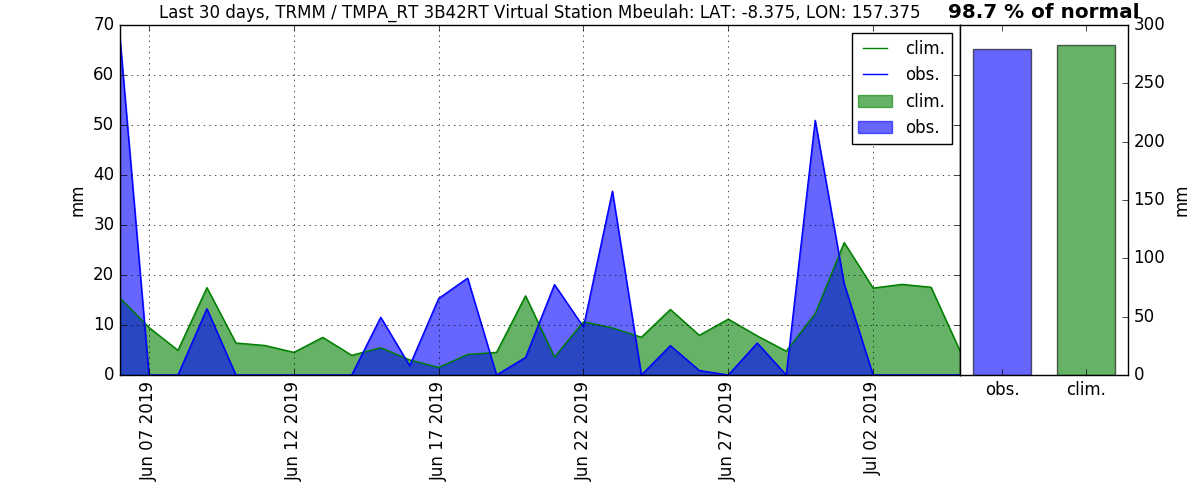 Last 30 days, TRMM / TMPA_RT 3B42RT Virtual Station Mbeulah: LAT: -8.375, LON: 157.375
98.7 % of normal
70
60
50
40
30
20
10
0
mm
Jun 07 2019
Jun 12 2019
Jun 17 2019
Jun 22 2019
Jun 27 2019
Jul 02 2019
clim.
obs.
clim.
obs.
300
250
200
150
100
50
0
mm
obs.
clim.